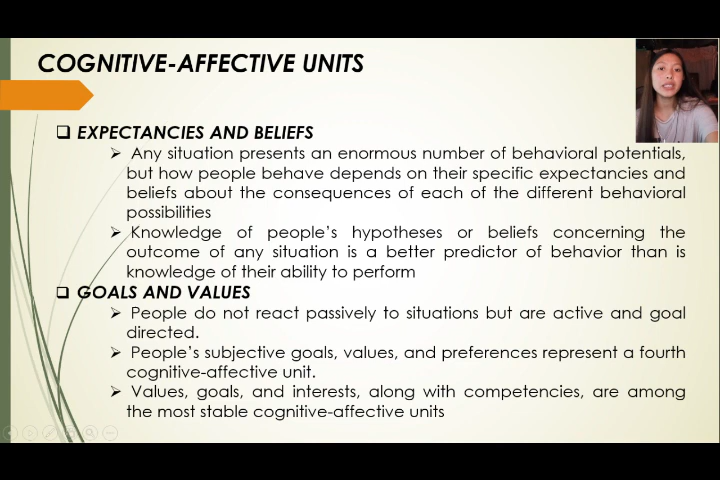 COGNITIVE-AFFECTIVE UNITS
EXPECTANCIES AND BELIEFS
Any situation presents an enormous number of behavioral potentials,
but how people behave depends on their specific expectancies and
beliefs about the consequences of each of the different behavioral
possibilities
Knowledge of people's hypotheses or beliefs concerning the
outcome of any situation is a better predictor of behavior than is
knowledge of their ability to perform
GOALS AND VALUES
People do not react passively to situations but are active and goal
directed.
People's subjective goals, values, and preferences represent a fourth
cognitive-affective unit.
Values, goals, and interests, along with competencies, are among
the most stable cognitive-affective units